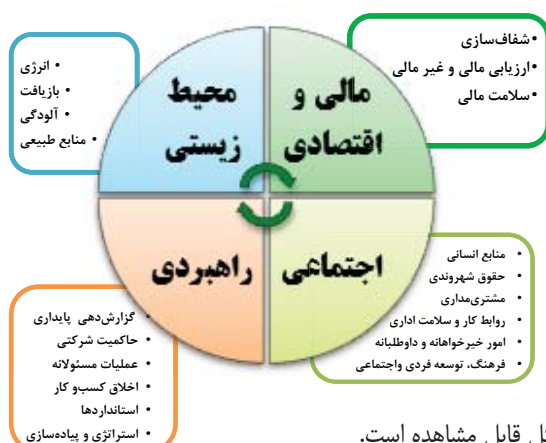 • شفاف‌سازی
• ارزیابی مالی و غیر مالی
• سلامت مالی
مالی و
اقتصادی
محیط
زیستی
• انرژی
• بازیافت
• آلودگی
• منابع طبیعی
اجتماعی
راهبردی
• منابع انسانی
• حقوق شهروندی
• مشتری‌مداری
• روابط کار و سلامت اداری
• امور خیرخواهانه و داوطلبانه
• فرهنگ، توسعه فردی واجتماعی
• گزارش‌دهی پایداری
• حاکمیت شرکتی
• عملیات مسئولانه
• اخلاق کسب‌و کار
• استانداردها
• استراتژی و پیاده‌سازی
قابل مشاهده است.